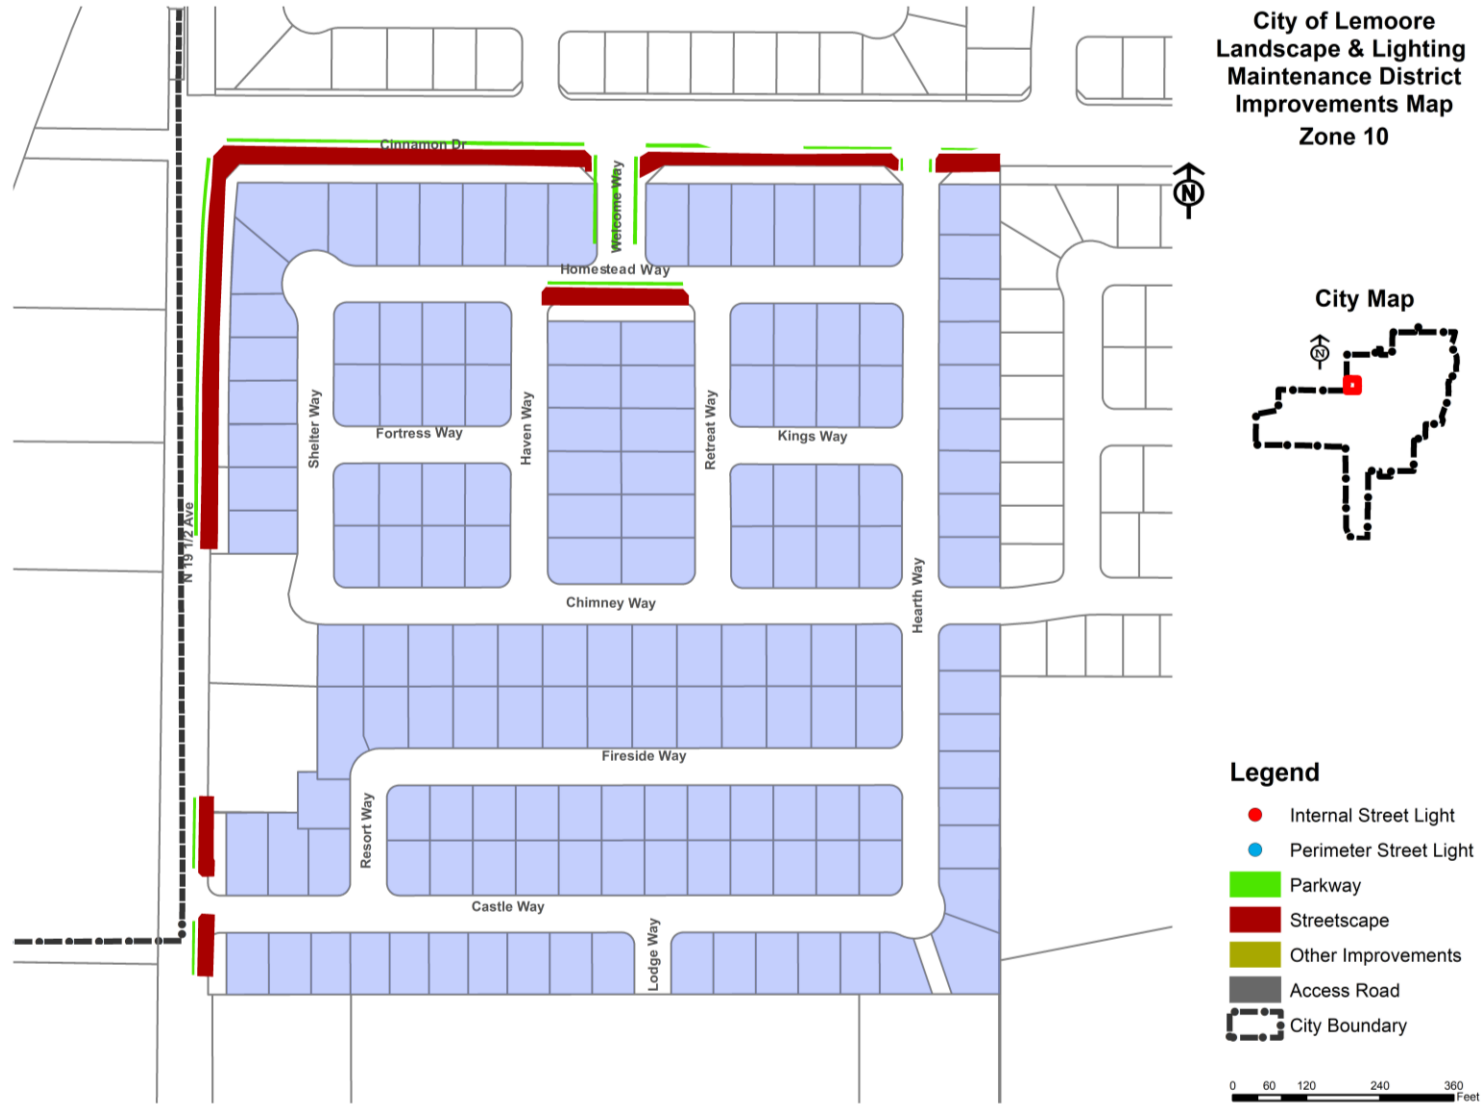 City of Lemoore
Landscape & Lighting
Maintenance District
Improvements Map
Zone 10
Cinnamon Dr
Welcome Way
N
Homestead Way
City Map
N
Shelter Way
Haven Way
Retreat Way
Fortress Way
Kings Way
N 19 1/2 Ave
Hearth Way
Chimney Way
Fireside Way
Resort Way
Castle Way
Lodge Way
Legend
Internal Street Light
Perimeter Street Light
Parkway
Streetscape
Other Improvements
Access Road
City Boundary
0 60 120 240 360
Feet